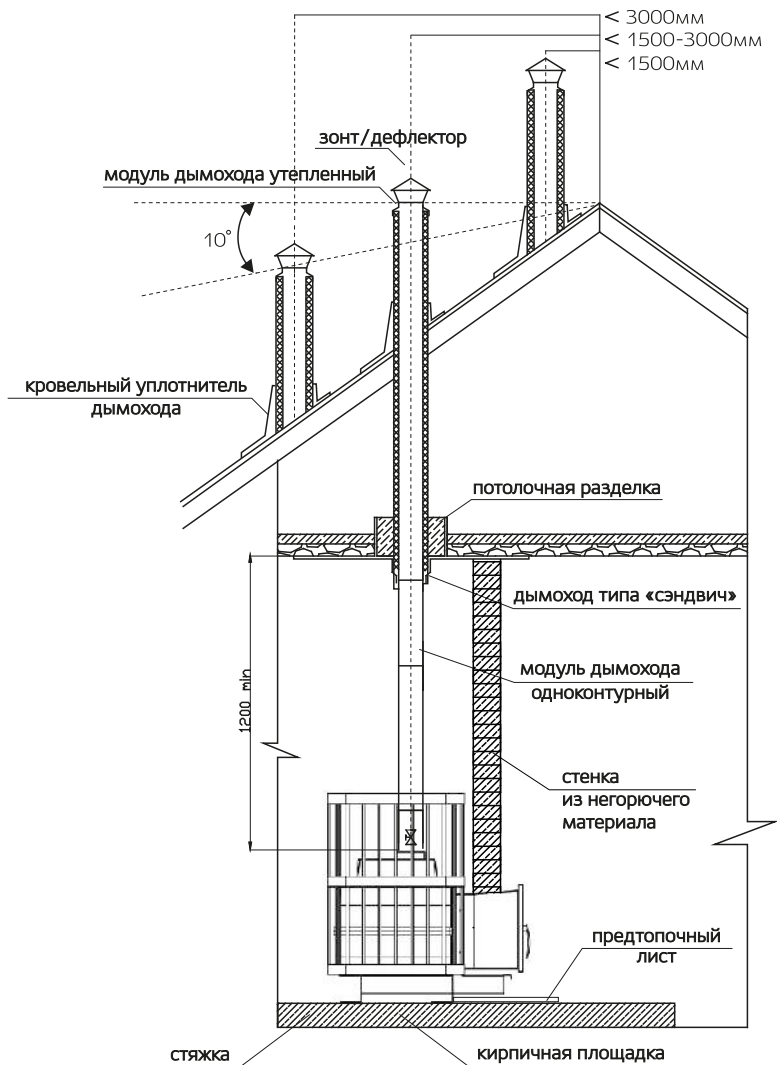 < 3000мм
< 1500-3000мм
< 1500мм
зонт/дефлектор
модуль дымохода утепленный
10°
кровельный уплотнитель
дымохода
потолочная разделка
дымоход типа «сэндвич»
модуль дымохода
одноконтурный
1200 min
стенка
из негорючего
материала
предтопочный
лист
стяжка
кирпичная площадка